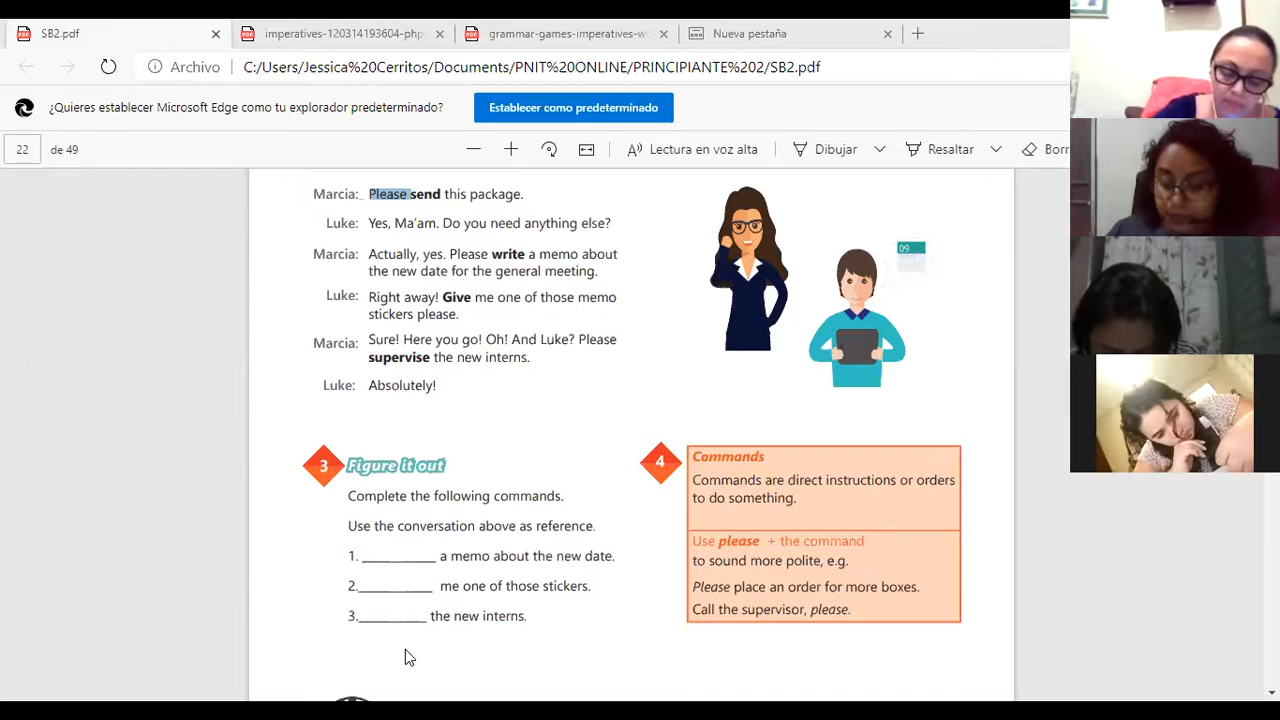 SB2.pdf
imperatives-120314193604-php
grammar-games-imperatives-w
Nueva pestaña
Archivo
C:/Users/Jessica%20Cerritos/Documents/PNIT%20ONLINE/PRINCIPIANTE%202/SB2.pdf
¿Quieres establecer Microsoft Edge como tu explorador predeterminado?
Establecer como predeterminado
22 de 49
Lectura en voz alta
Dibujar
Resaltar
Borr
Marcia: Please send this package.
Luke: Yes, Ma'am. Do you need anything else?
Marcia: Actually, yes. Please write a memo about
the new date for the general meeting.
Luke: Right away! Give me one of those memo
stickers please.
Marcia: Sure! Here you go! Oh! And Luke? Please
supervise the new interns.
Luke: Absolutely!
09
3 Figure it out
Complete the following commands.
Use the conversation above as reference.
1. __________ a memo about the new date.
2.__________ me one of those stickers.
3.__________ the new interns.
4 Commands
Commands are direct instructions or orders
to do something.
Use please + the command
to sound more polite, e.g.
Please place an order for more boxes.
Call the supervisor, please.